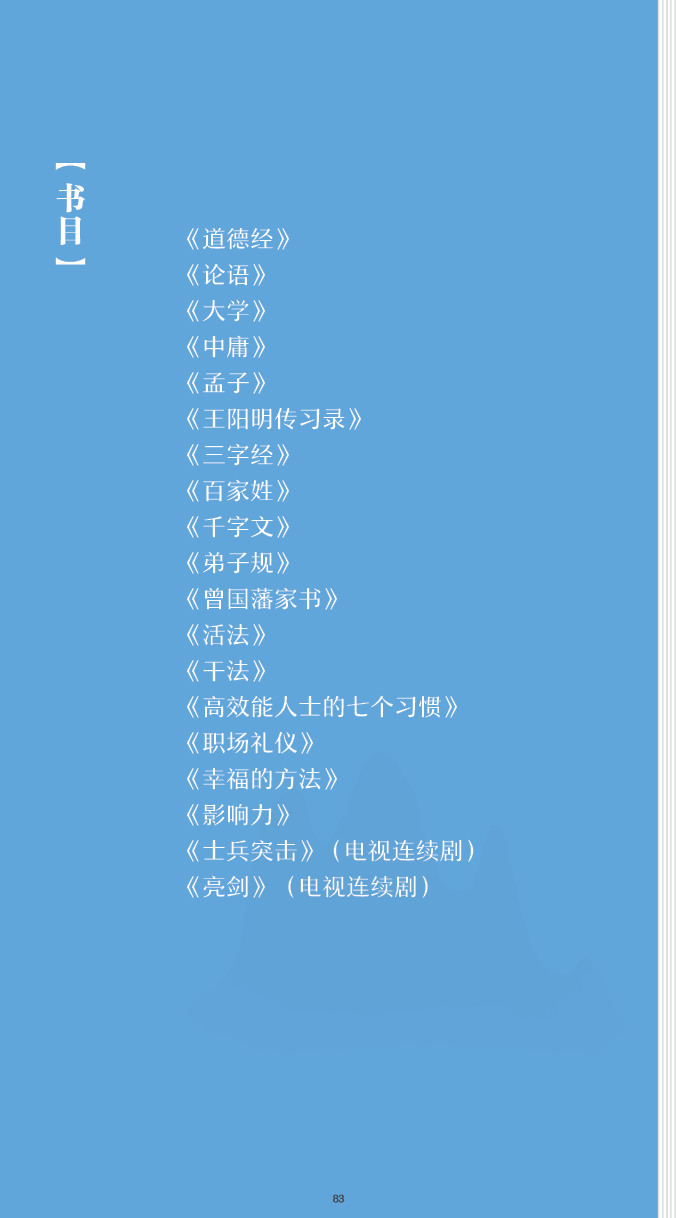 【书目】
《道德经》
《论语》
《大学》
《中庸》
《孟子》
《王阳明传习录》
《三字经》
《百家姓》
《千字文》
《弟子规》
《曾国藩家书》
《活法》
《干法》
《高效能人士的七个习惯》
《职场礼仪》
《幸福的方法》
《影响力》
《士兵突击》（电视连续剧）
《亮剑》（电视连续剧）
83